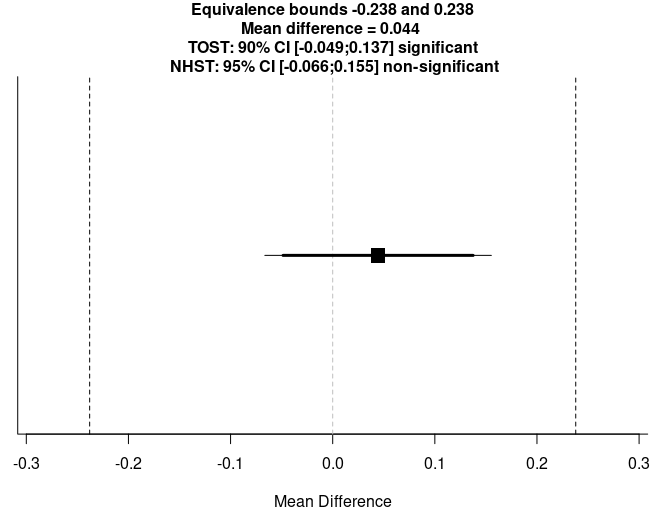 Equivalence bounds -0.238 and 0.238
Mean difference = 0.044
TOST: 90% CI [-0.049;0.137] significant
NHST: 95% CI [-0.066;0.155] non-significant
-0.3 -0.2 -0.1 0.0 0.1 0.2 0.3
Mean Difference